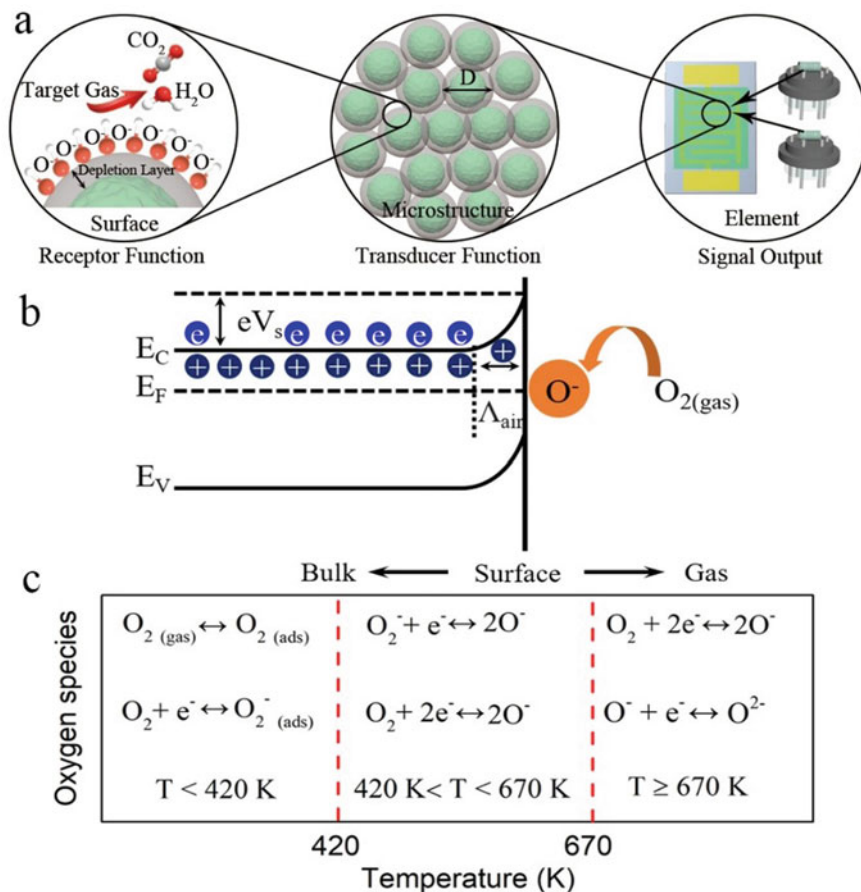 a
CO2
Target Gas
H2O
O- O- O- O- O- O- O- O-
Depletion Layer
Surface
Receptor Function
D
Microstructure
Transducer Function
Element
Signal Output
b
eVs
e e e e e e
EC
+ + + + + + + + +
EF
Λair
O-
O2(gas)
EV
Bulk Surface Gas
c
Oxygen species
O2 (gas) ↔ O2 (ads) O2- + e- ↔ 2O- O2 + 2e- ↔ 2O-
O2 + e- ↔ O2- (ads) O2 + 2e- ↔ 2O- O- + e- ↔ O2-
T < 420 K 420 K < T < 670 K T ≥ 670 K
420 670
Temperature (K)